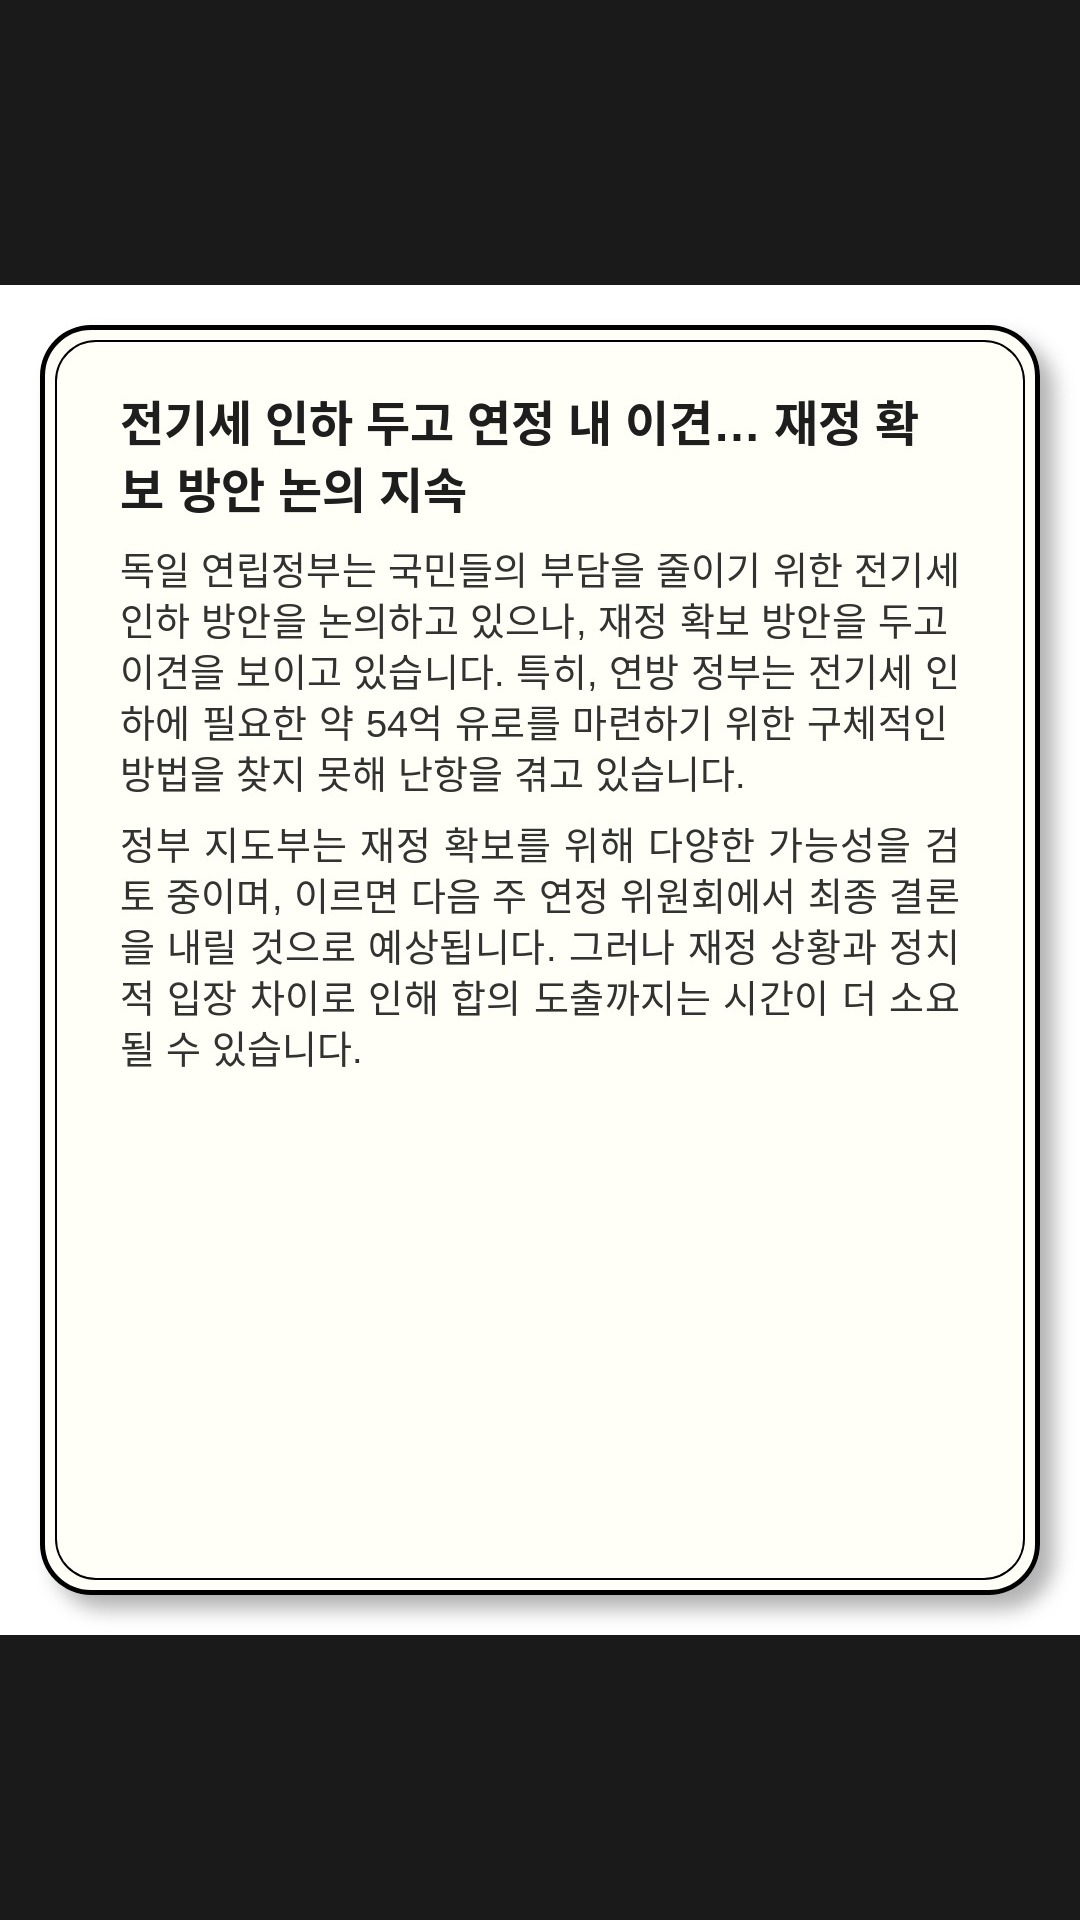 전기세 인하 두고 연정 내 이견... 재정 확
보 방안 논의 지속
독일 연립정부는 국민들의 부담을 줄이기 위한 전기세
인하 방안을 논의하고 있으나, 재정 확보 방안을 두고
이견을 보이고 있습니다. 특히, 연방 정부는 전기세 인
하에 필요한 약 54억 유로를 마련하기 위한 구체적인
방법을 찾지 못해 난항을 겪고 있습니다.
정부 지도부는 재정 확보를 위해 다양한 가능성을 검
토 중이며, 이르면 다음 주 연정 위원회에서 최종 결론
을 내릴 것으로 예상됩니다. 그러나 재정 상황과 정치
적 입장 차이로 인해 합의 도출까지는 시간이 더 소요
될 수 있습니다.